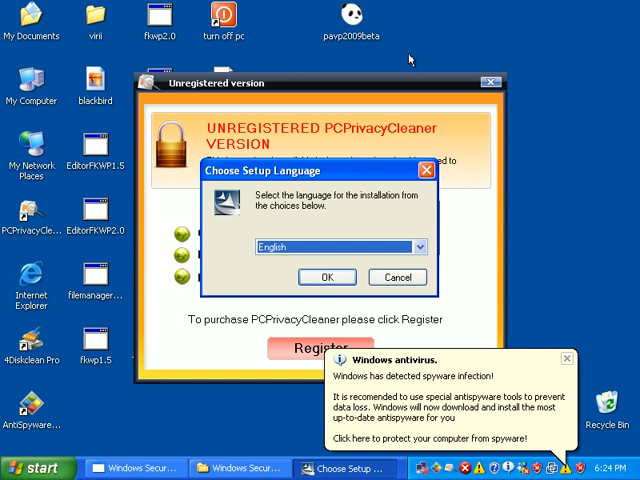 My Documents
virii
fkwp2.0
turn off pc
pavp2009beta
My Computer
blackbird
My Network
Places
EditorFKWP1.5
PCPrivacyCle...
EditorFKWP2.0
Internet
Explorer
filemanager...
4Diskclean Pro
fkwp1.5
AntiSpyware...
Recycle Bin
Unregistered version
UNREGISTERED PCPrivacyCleaner
VERSION
Choose Setup Language
Select the language for the installation from
the choices below.
English
OK
Cancel
To purchase PCPrivacyCleaner please click Register
Register
Windows antivirus.
Windows has detected spyware infection!
It is recomended to use special antispyware tools to prevent
data loss. Windows will now download and install the most
up-to-date antispyware for you
Click here to protect your computer from spyware!
start
Windows Secur...
Windows Secur...
Choose Setup ...
6:24 PM